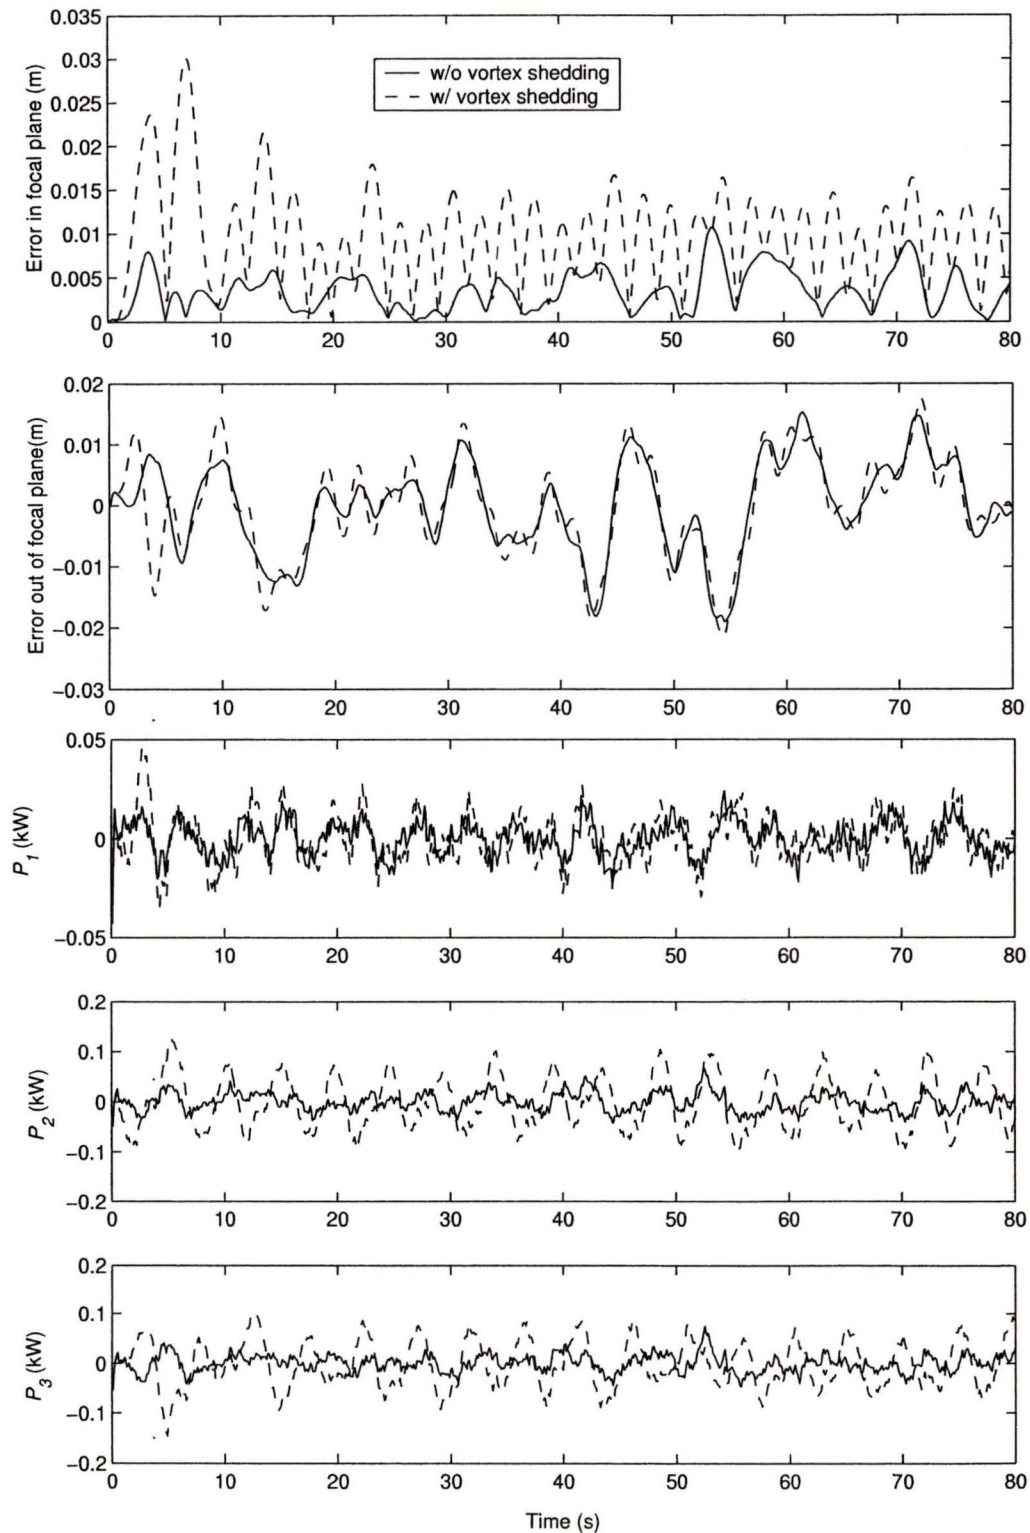 0.035
0.03
0.025
0.02
0.015
0.01
0.005
0
Error in focal plane (m)
w/o vortex shedding
w/ vortex shedding
0 10 20 30 40 50 60 70 80
0.02
0.01
0
−0.01
−0.02
−0.03
Error out of focal plane(m)
0 10 20 30 40 50 60 70 80
0.05
0
−0.05
P1 (kW)
0 10 20 30 40 50 60 70 80
0.2
0.1
0
−0.1
−0.2
P2 (kW)
0 10 20 30 40 50 60 70 80
0.2
0.1
0
−0.1
−0.2
P3 (kW)
0 10 20 30 40 50 60 70 80
Time (s)